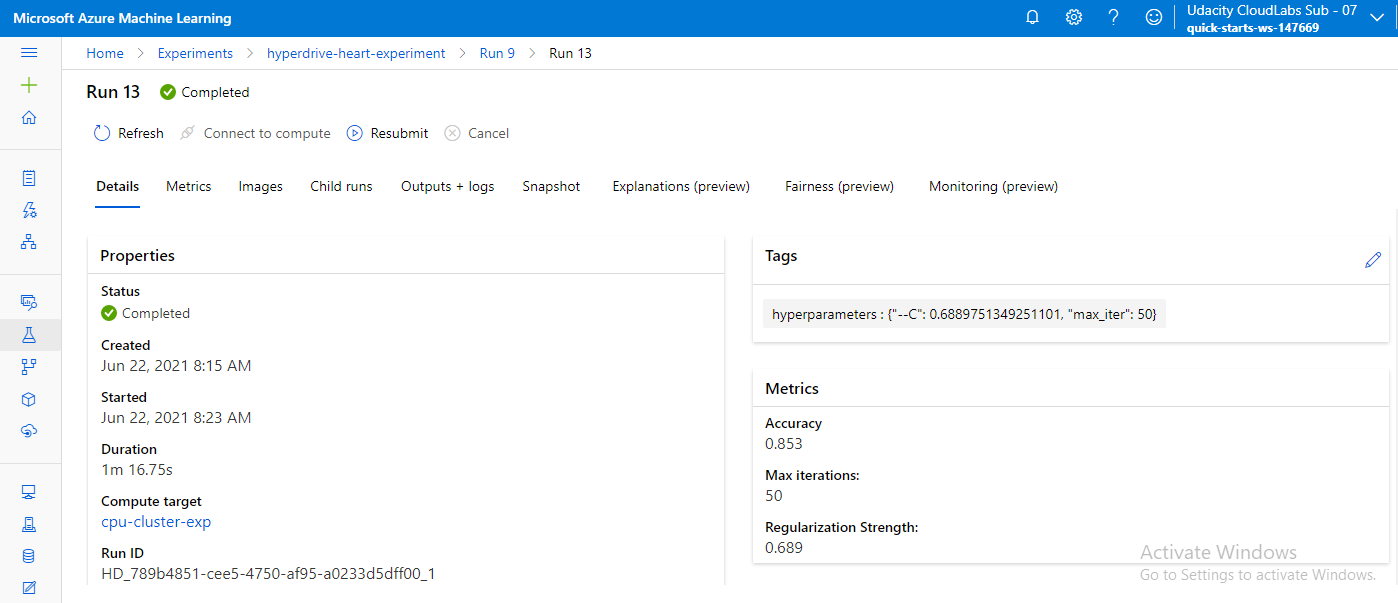 Microsoft Azure Machine Learning
Udacity CloudLabs Sub - 07
quick-starts-ws-147669
Home > Experiments > hyperdrive-heart-experiment > Run 9 > Run 13
Run 13 Completed
Refresh Connect to compute Resubmit Cancel
Details Metrics Images Child runs Outputs + logs Snapshot Explanations (preview) Fairness (preview) Monitoring (preview)
Properties
Status
Completed
Created
Jun 22, 2021 8:15 AM
Started
Jun 22, 2021 8:23 AM
Duration
1m 16.75s
Compute target
cpu-cluster-exp
Run ID
HD_789b4851-cee5-4750-af95-a0233d5dff00_1
Tags
hyperparameters : {"--C": 0.6889751349251101, "max_iter": 50}
Metrics
Accuracy
0.853
Max iterations:
50
Regularization Strength:
0.689
Activate Windows
Go to Settings to activate Windows.